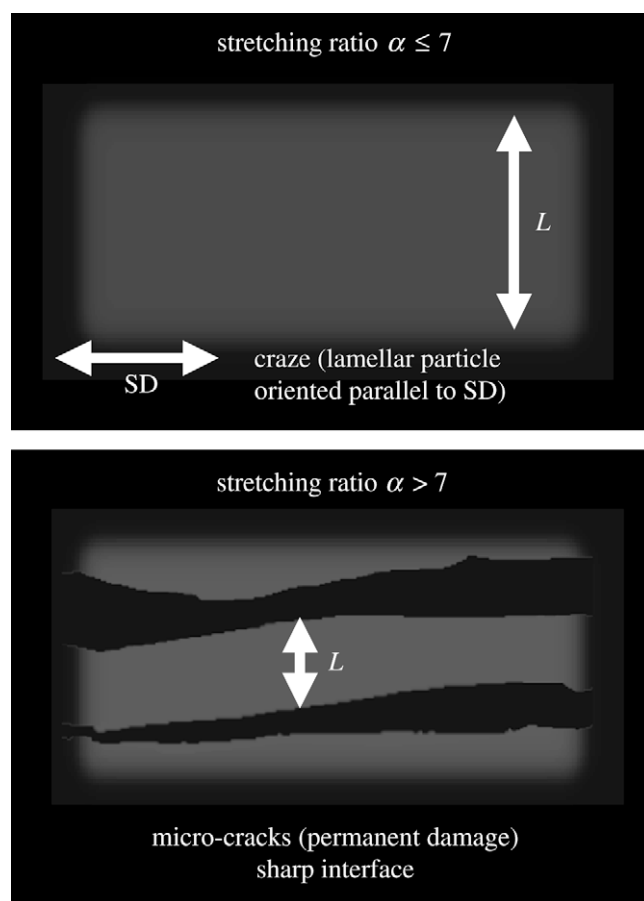 stretching ratio α ≤ 7
L
SD
craze (lamellar particle
oriented parallel to SD)
stretching ratio α > 7
L
micro-cracks (permanent damage)
sharp interface